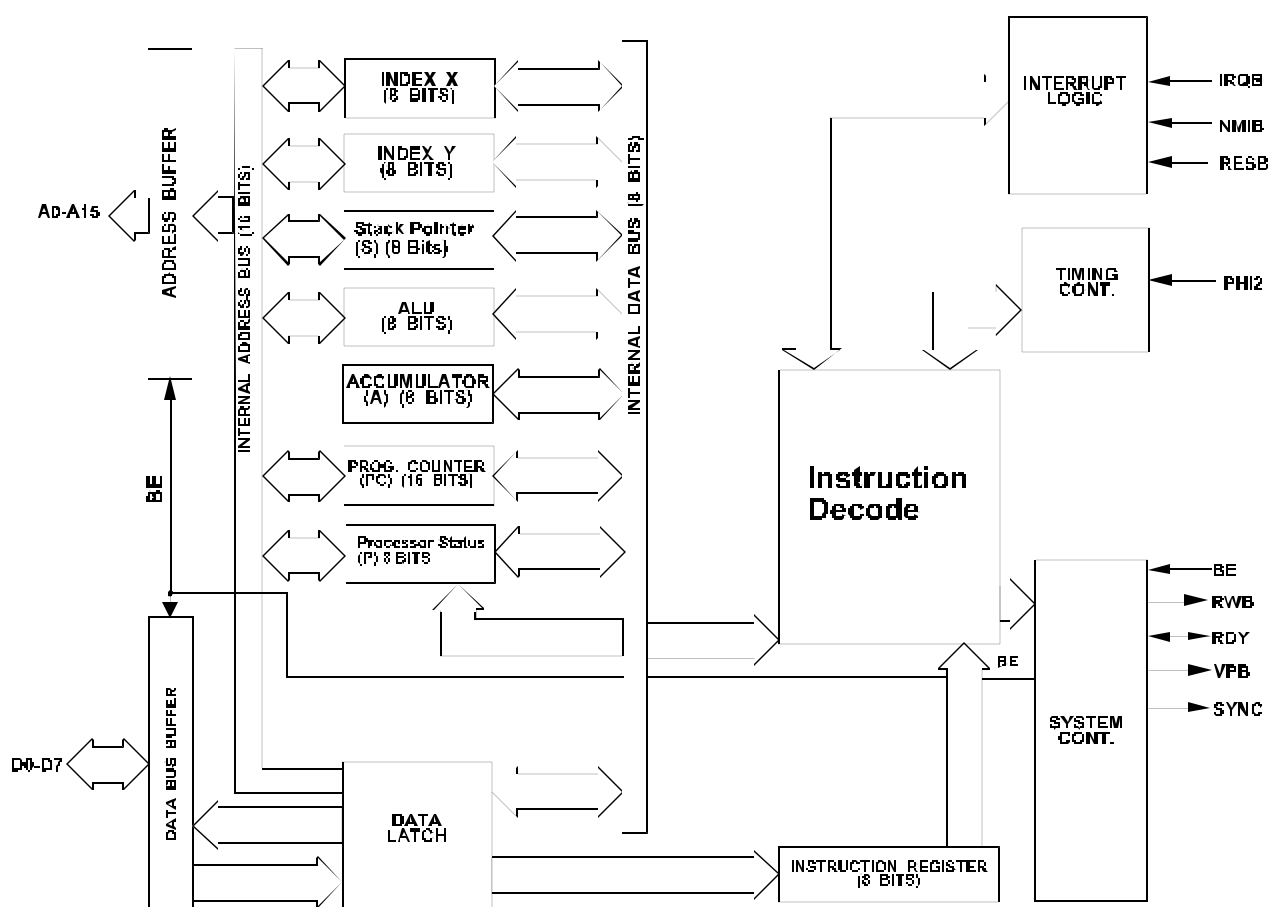 INDEX X
(8 BITS)
INTERRUPT
LOGIC
IRQB
NMIB
RESB
INDEX Y
(8 BITS)
A0-A15
ADDRESS BUFFER
INTERNAL ADDRESS BUS (16 BITS)
INTERNAL DATA BUS (8 BITS)
Stack Pointer
(S) (8 Bits)
TIMING
CONT.
PHI2
ALU
(8 BITS)
ACCUMULATOR
(A) (8 BITS)
BE
PROG. COUNTER
(PC) (16 BITS)
Instruction
Decode
Processor Status
(P) 8 BITS
BE
RWB
RDY
VPB
SYNC
BE
SYSTEM
CONT.
D0-D7
DATA BUS BUFFER
DATA
LATCH
INSTRUCTION REGISTER
(8 BITS)